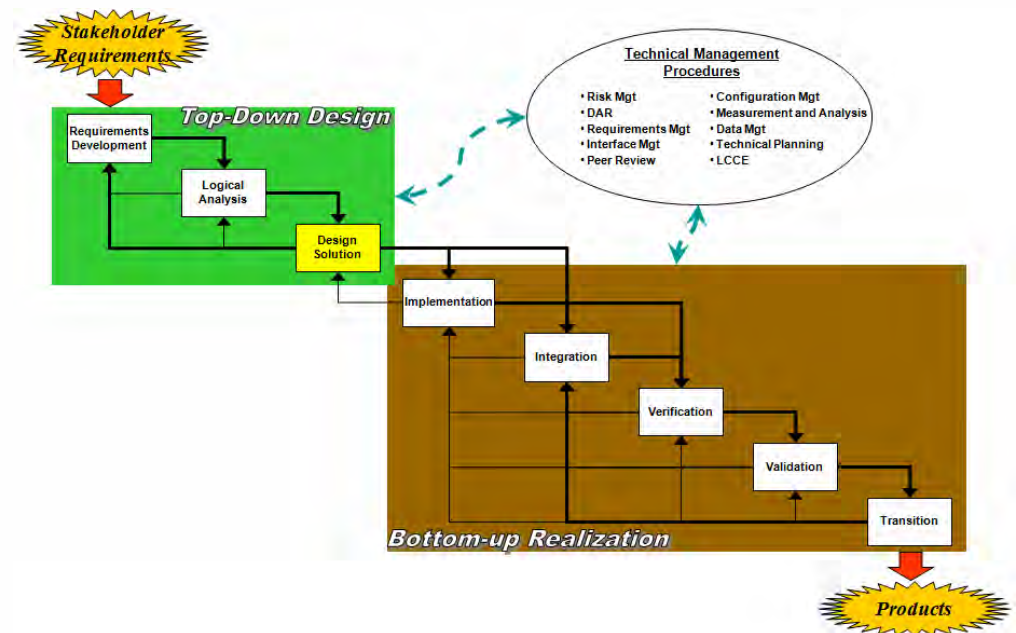 Stakeholder
Requirements
Technical Management
Procedures
• Risk Mgt
• DAR
• Requirements Mgt
• Interface Mgt
• Peer Review
• Configuration Mgt
• Measurement and Analysis
• Data Mgt
• Technical Planning
• LCCE
Top-Down Design
Requirements
Development
Logical
Analysis
Design
Solution
Implementation
Integration
Verification
Validation
Transition
Bottom-up Realization
Products